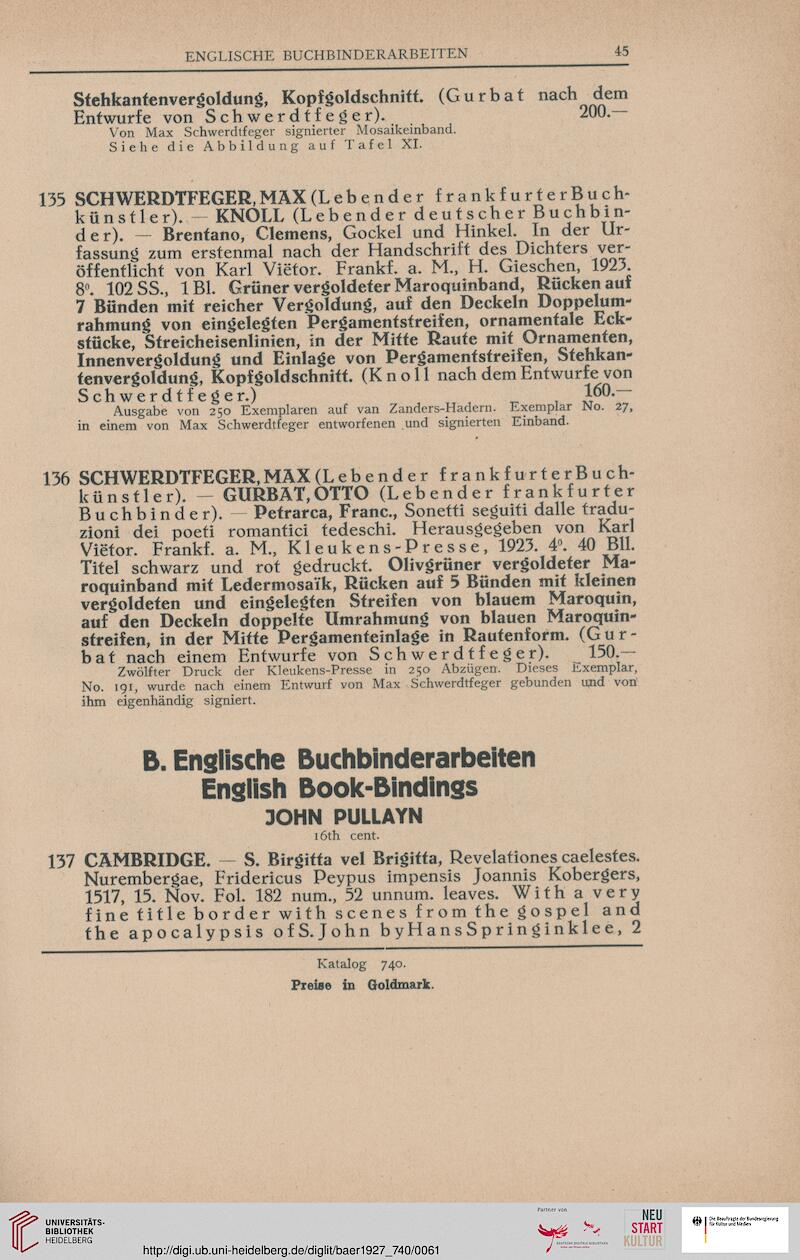 ENGLISCHE BUCHBINDERARBEITEN 45
Stehkantenvergoldung, Kopfgoldschnitt. (Gurbat nach dem
Entwurfe von Schwerdtfeger). 200.—
Von Max Schwerdtfeger signierter Mosaikeinband.
Siehe die Abbildung auf Tafel XI.
135 SCHWERDTFEGER, MAX (Lebender frankfurter Buch-
künstler). — KNOLL (Lebender deutscher Buchbin-
der). — Brentano, Clemens, Gockel und Hinkel. In der Ur-
fassung zum erstenmal nach der Handschrift des Dichters ver-
öffentlicht von Karl Viëtor. Frankf. a. M., H. Gieschen, 1923.
8⁰. 102 SS., 1 Bl. Grüner vergoldeter Maroquinband, Rücken auf
7 Bünden mit reicher Vergoldung, auf den Deckeln Doppelum-
rahmung von eingelegten Pergamentstreifen, ornamentale Eck-
stücke, Streicheisenlinien, in der Mitte Raute mit Ornamenten,
Innenvergoldung und Einlage von Pergamentstreifen, Stehkan-
tenvergoldung, Kopfgoldschnitt. (Knoll nach dem Entwurfe von
Schwerdtfeger.) 160.—
Ausgabe von 250 Exemplaren auf van Zanders-Hadern. Exemplar No. 27,
in einem von Max Schwerdtfeger entworfenen und signierten Einband.
136 SCHWERDTFEGER, MAX (Lebender frankfurter Buch-
künstler). — GURBAT, OTTO (Lebender frankfurter
Buchbinder). — Petrarca, Franc., Sonetti seguiti dalle tradu-
zioni dei poeti romantici tedeschi. Herausgegeben von Karl
Viëtor. Frankf. a. M., Kleukens-Presse, 1923. 4⁰. 40 Bll.
Titel schwarz und rot gedruckt. Olivgrüner vergoldeter Ma-
roquinband mit Ledermosaïk, Rücken auf 5 Bünden mit kleinen
vergoldeten und eingelegten Streifen von blauem Maroquin,
auf den Deckeln doppelte Umrahmung von blauen Maroquin-
streifen, in der Mitte Pergamenteinlage in Rautenform. (Gur-
bat nach einem Entwurfe von Schwerdtfeger). 150.—
Zwölfter Druck der Kleukens-Presse in 250 Abzügen. Dieses Exemplar,
No. 191, wurde nach einem Entwurf von Max Schwerdtfeger gebunden und von
ihm eigenhändig signiert.
B. Englische Buchbinderarbeiten
English Book-Bindings
JOHN PULLAYN
16th cent.
137 CAMBRIDGE. — S. Birgitta vel Brigitta, Revelationes caelestes.
Nurembergae, Fridericus Peypus impensis Joannis Kobergers,
1517, 15. Nov. Fol. 182 num., 52 unnum. leaves. With a very
fine title border with scenes from the gospel and
the apocalypsis of S. John by Hans Springinklee, 2
Katalog 740.
Preise in Goldmark.
UNIVERSITÄTS-
BIBLIOTHEK
HEIDELBERG
http://digi.ub.uni-heidelberg.de/diglit/baer1927_740/0061
Partner von
DEUTSCHE DIGITALE BIBLIOTHEK
NEU
START
KULTUR
Die Beauftragte der Bundesregierung
für Kultur und Medien